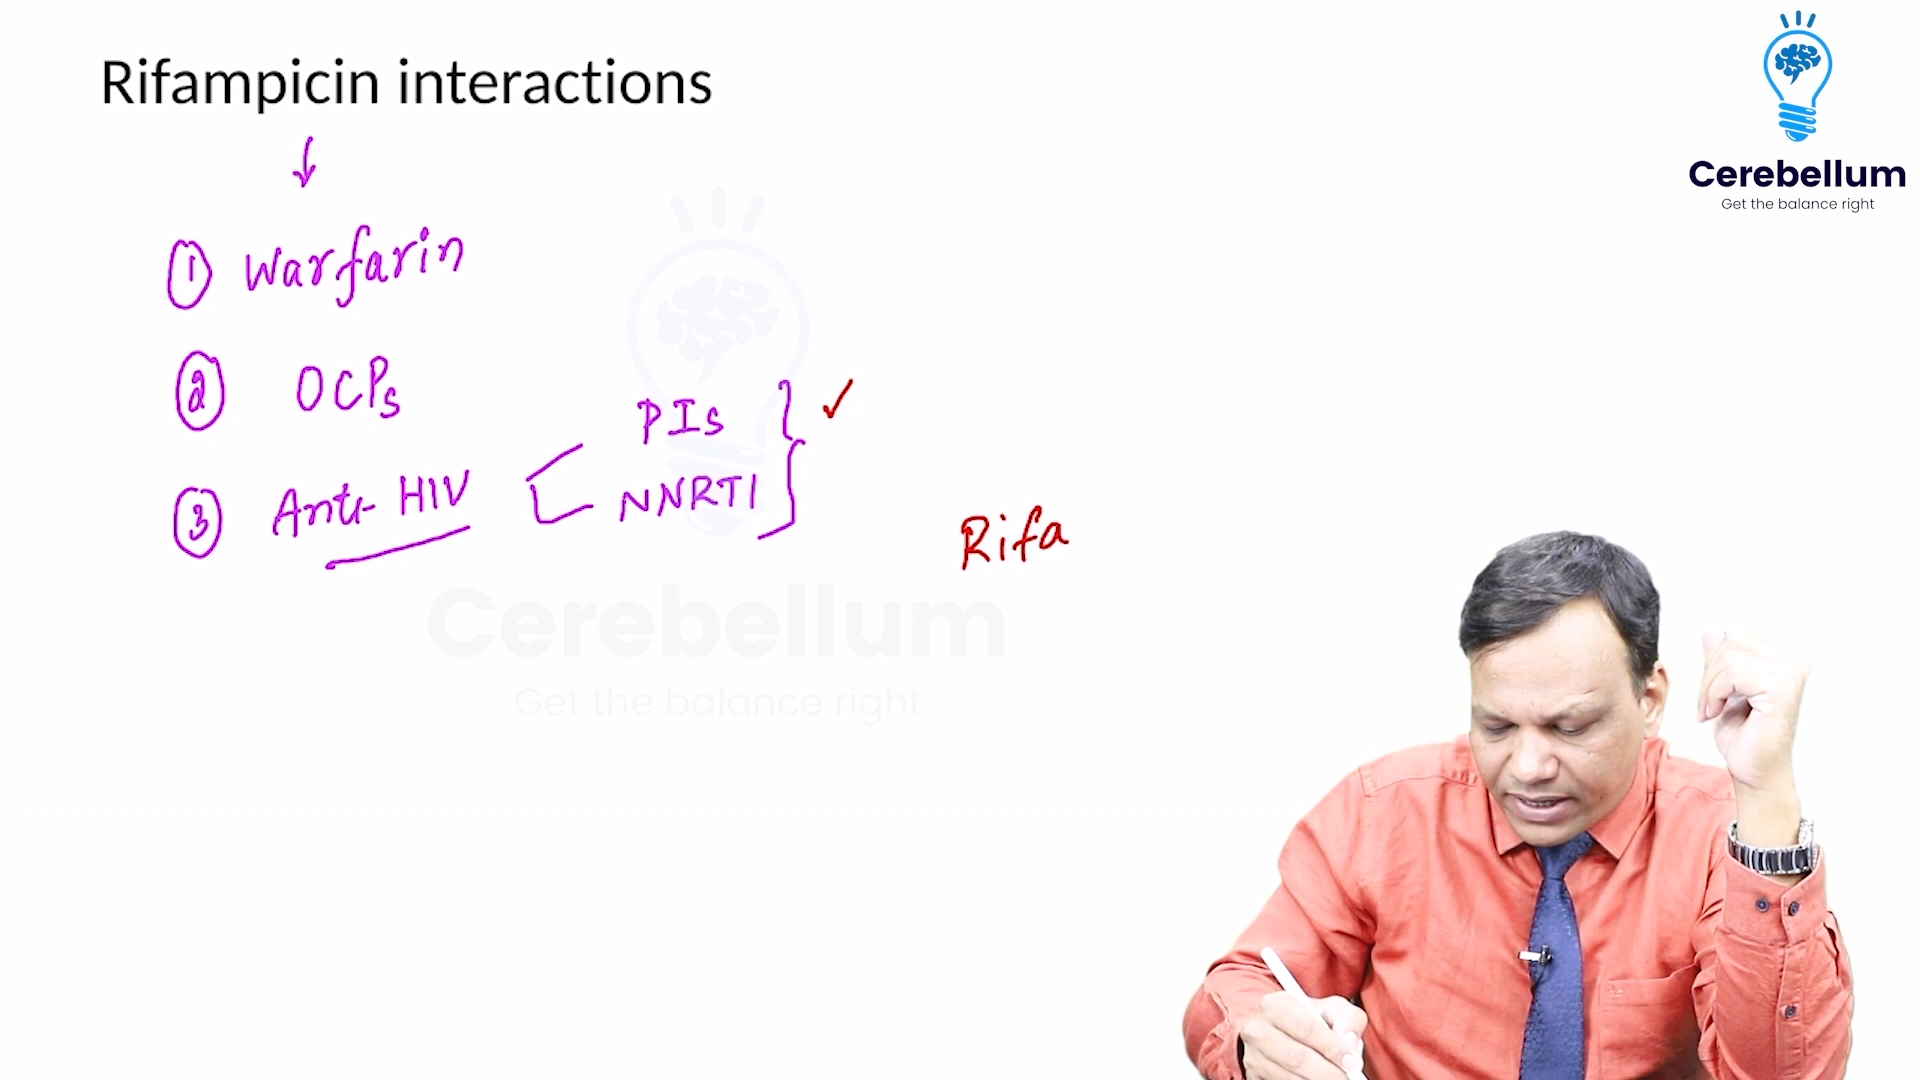 Rifampicin interactions
↓
① Warfarin
② OCPs
③ Anti-HIV
PIs
NNRTI
✓
Rifa
Cerebellum
Get the balance right
Cerebellum
Get the balance right